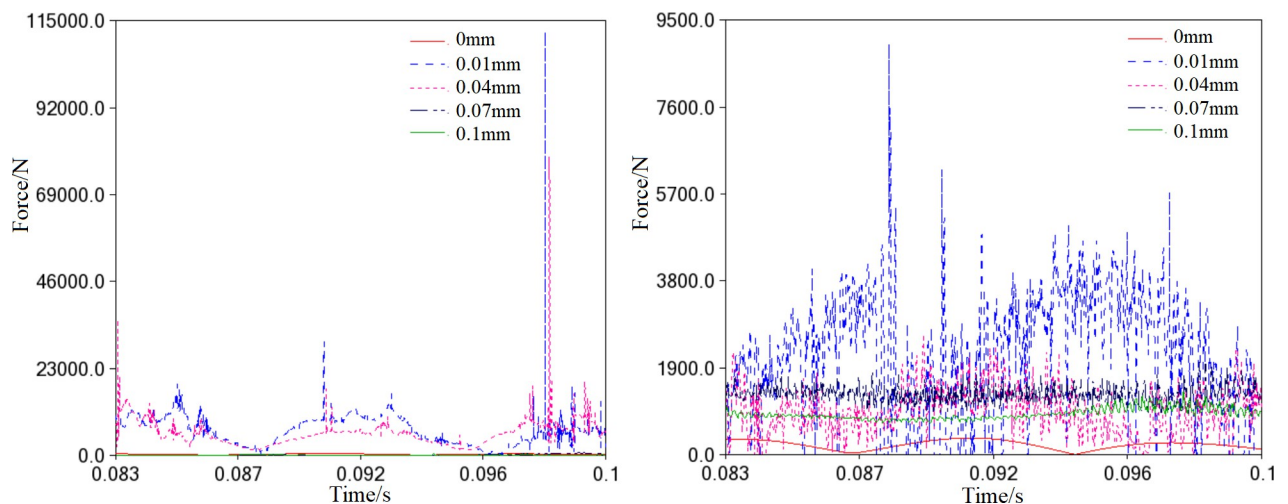 115000.0
92000.0
69000.0
46000.0
23000.0
0.0
Force/N
0mm
0.01mm
0.04mm
0.07mm
0.1mm
0.083 0.087 0.092 0.096 0.1
Time/s
9500.0
7600.0
5700.0
3800.0
1900.0
0.0
Force/N
0mm
0.01mm
0.04mm
0.07mm
0.1mm
0.083 0.087 0.092 0.096 0.1
Time/s